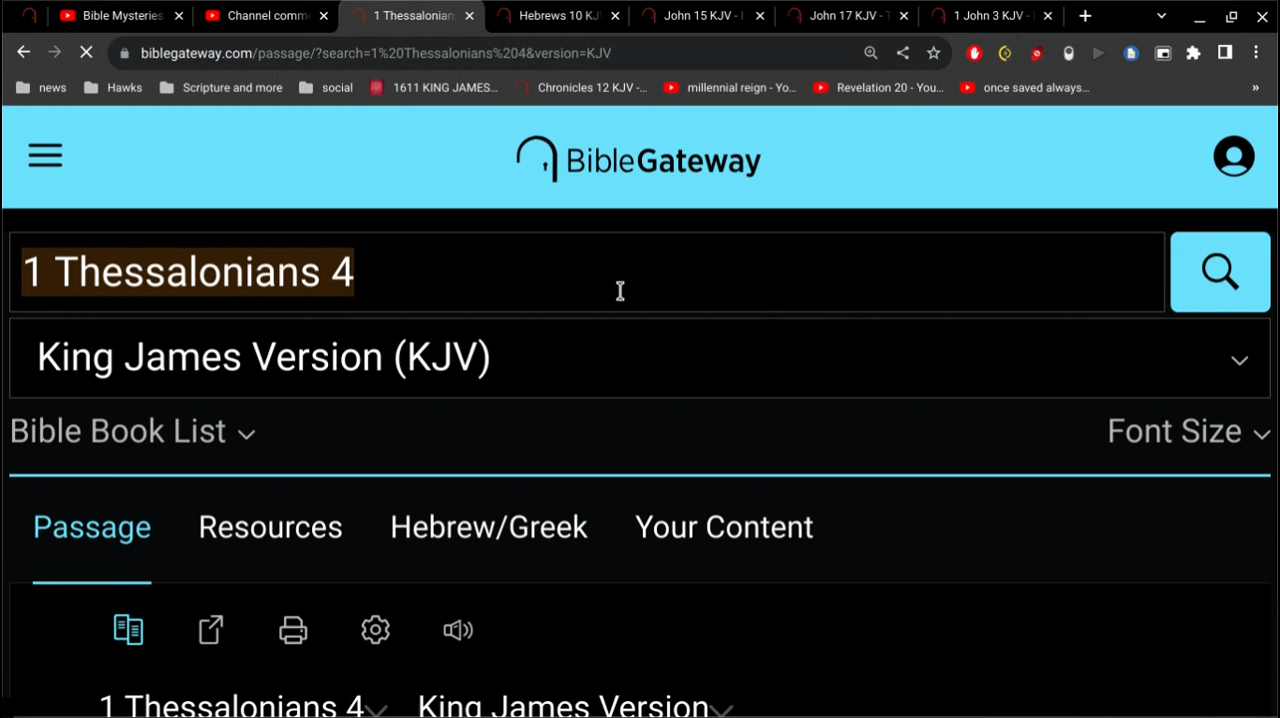 Bible Mysteries
Channel comm
1 Thessalonian
Hebrews 10 KJ
John 15 KJV -
John 17 KJV -
1 John 3 KJV -
biblegateway.com/passage/?search=1%20Thessalonians%204&version=KJV
news
Hawks
Scripture and more
social
1611 KING JAMES...
Chronicles 12 KJV -...
millennial reign - Yo...
Revelation 20 - You...
once saved always...
»
BibleGateway
1 Thessalonians 4
King James Version (KJV)
Bible Book List
Font Size
Passage
Resources
Hebrew/Greek
Your Content
1 Thessalonians 4
King James Version